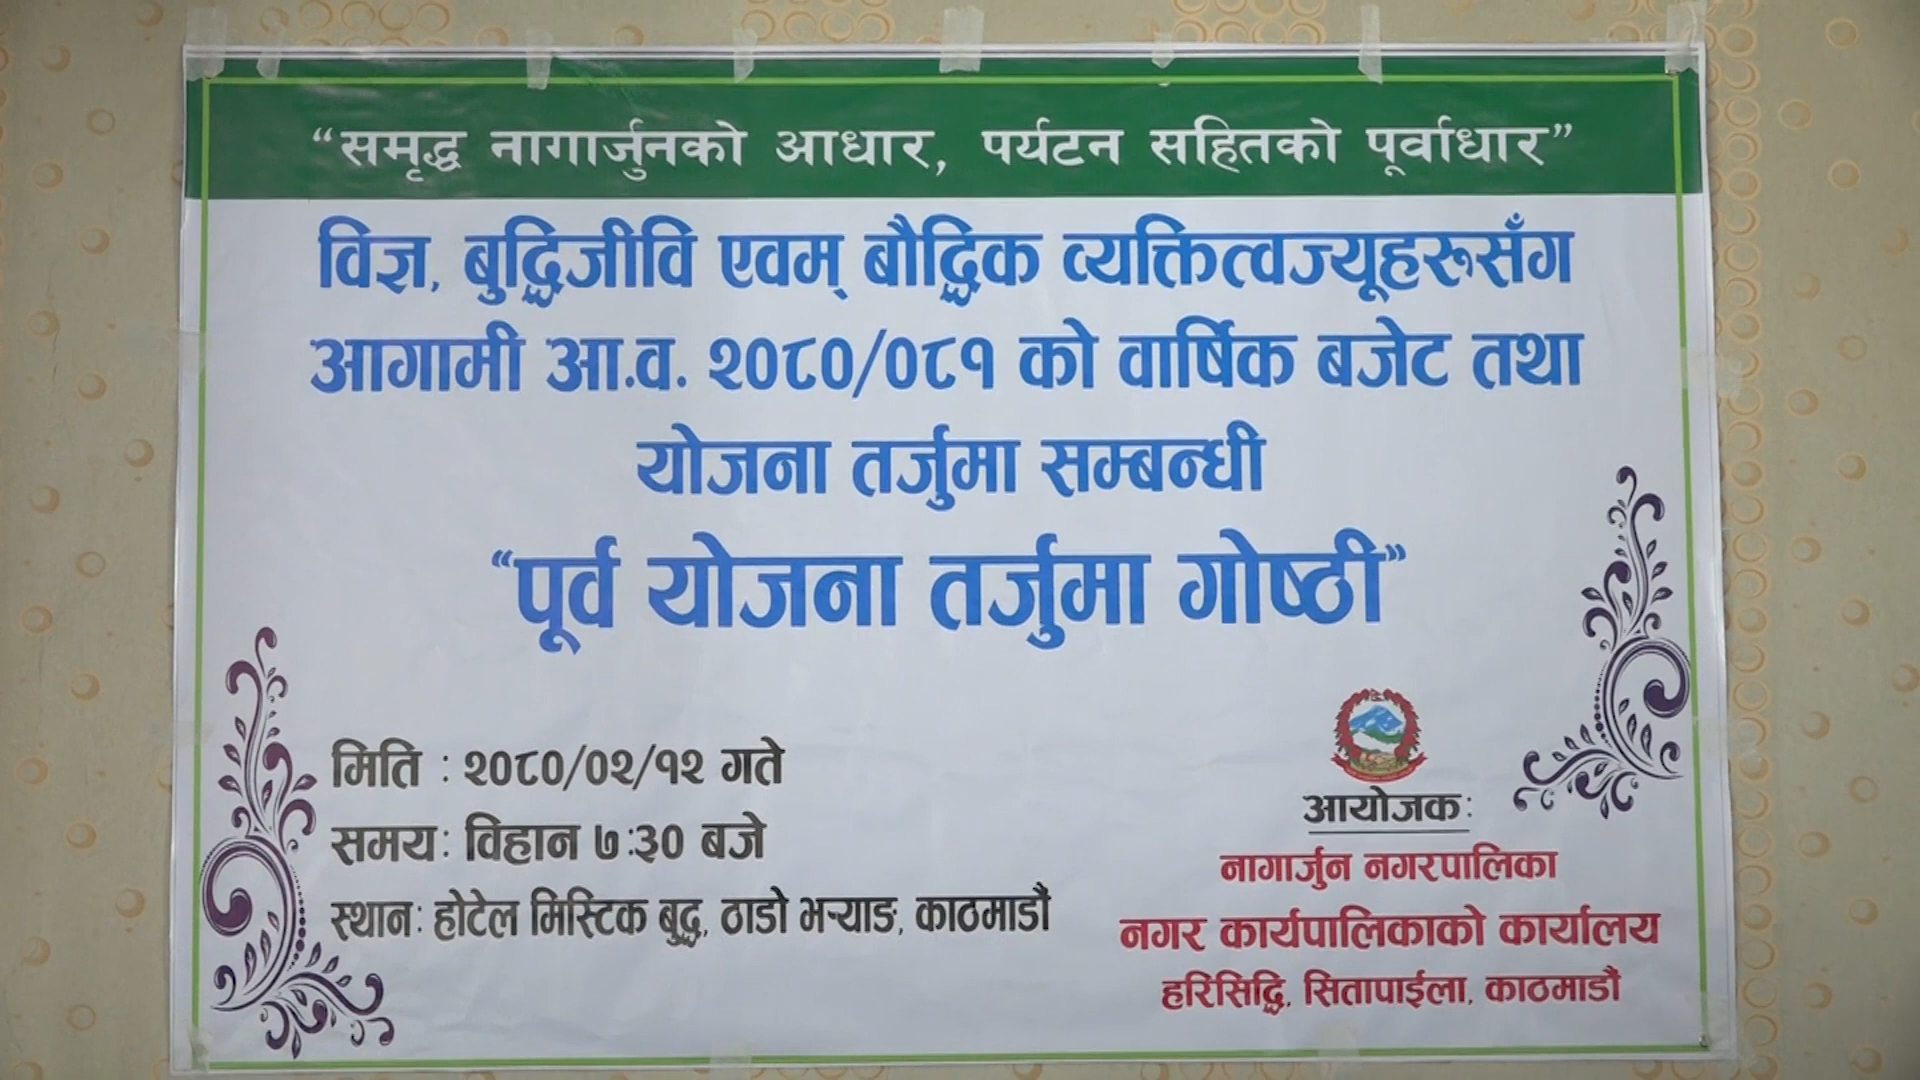 “समृद्ध नागार्जुनको आधार, पर्यटन सहितको पूर्वाधार”
विज्ञ, बुद्धिजीवि एवम् बौद्धिक व्यक्तित्वज्यूहरूसँग
आगामी आ.व. २०८०/०८१ को वार्षिक बजेट तथा
योजना तर्जुमा सम्बन्धी
“पूर्व योजना तर्जुमा गोष्ठी”
मिति : २०८०/०२/१२ गते
समय: विहान ७:३० बजे
स्थान: होटेल मिस्टिक बुद्ध, ठाडो भर्‍याङ, काठमाडौं
आयोजक:
नागार्जुन नगरपालिका
नगर कार्यपालिकाको कार्यालय
हरिसिद्धि, सितापाईला, काठमाडौं